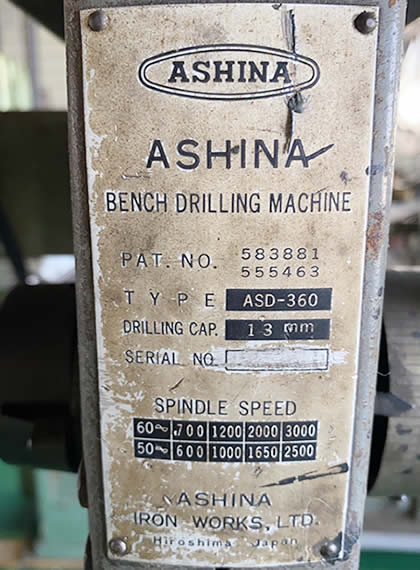 ASHINA
ASHINA
BENCH DRILLING MACHINE
PAT. NO. 583881
555463
TYPE ASD-360
DRILLING CAP. 13 mm
SERIAL NO
SPINDLE SPEED
60~ 700 1200 2000 3000
50~ 600 1000 1650 2500
ASHINA
IRON WORKS, LTD.
Hiroshima Japan